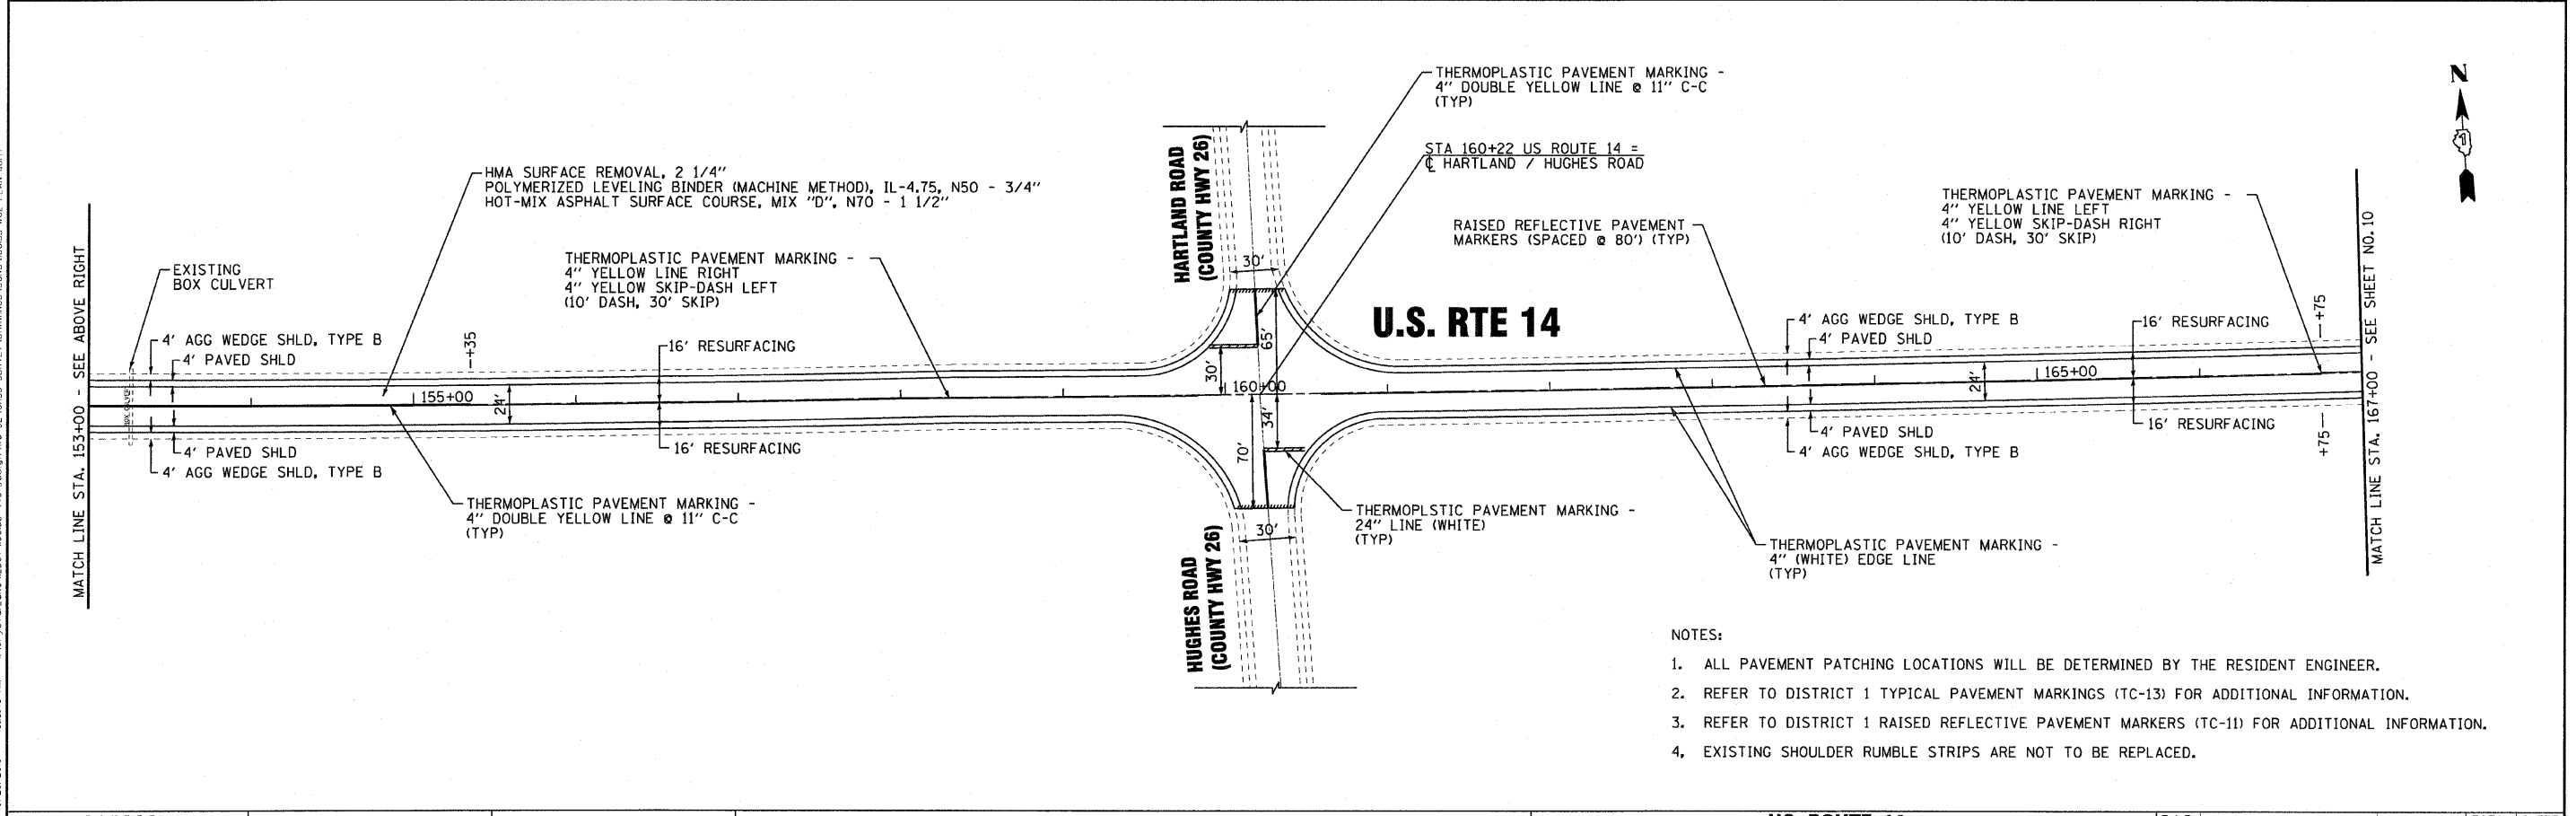 THERMOPLASTIC PAVEMENT MARKING -
4" DOUBLE YELLOW LINE @ 11" C-C
(TYP)
N
1
STA 160+22 US ROUTE 14 =
℄ HARTLAND / HUGHES ROAD
HMA SURFACE REMOVAL, 2 1/4"
POLYMERIZED LEVELING BINDER (MACHINE METHOD), IL-4.75, N50 - 3/4"
HOT-MIX ASPHALT SURFACE COURSE, MIX "D", N70 - 1 1/2"
HARTLAND ROAD
(COUNTY HWY 26)
RAISED REFLECTIVE PAVEMENT
MARKERS (SPACED @ 80') (TYP)
THERMOPLASTIC PAVEMENT MARKING -
4" YELLOW LINE LEFT
4" YELLOW SKIP-DASH RIGHT
(10' DASH, 30' SKIP)
EXISTING
BOX CULVERT
THERMOPLASTIC PAVEMENT MARKING -
4" YELLOW LINE RIGHT
4" YELLOW SKIP-DASH LEFT
(10' DASH, 30' SKIP)
30'
U.S. RTE 14
MATCH LINE STA. 153+00 - SEE ABOVE RIGHT
4' AGG WEDGE SHLD, TYPE B
4' PAVED SHLD
+35
16' RESURFACING
65'
30'
4' AGG WEDGE SHLD, TYPE B
4' PAVED SHLD
16' RESURFACING
+75
MATCH LINE STA. 167+00 - SEE SHEET NO. 10
155+00
24'
160+00
24'
165+00
4' PAVED SHLD
4' AGG WEDGE SHLD, TYPE B
16' RESURFACING
70'
34'
4' PAVED SHLD
4' AGG WEDGE SHLD, TYPE B
16' RESURFACING
+75
THERMOPLASTIC PAVEMENT MARKING -
4" DOUBLE YELLOW LINE @ 11" C-C
(TYP)
30'
THERMOPLSTIC PAVEMENT MARKING -
24" LINE (WHITE)
(TYP)
THERMOPLASTIC PAVEMENT MARKING -
4" (WHITE) EDGE LINE
(TYP)
HUGHES ROAD
(COUNTY HWY 26)
NOTES:
1. ALL PAVEMENT PATCHING LOCATIONS WILL BE DETERMINED BY THE RESIDENT ENGINEER.
2. REFER TO DISTRICT 1 TYPICAL PAVEMENT MARKINGS (TC-13) FOR ADDITIONAL INFORMATION.
3. REFER TO DISTRICT 1 RAISED REFLECTIVE PAVEMENT MARKERS (TC-11) FOR ADDITIONAL INFORMATION.
4. EXISTING SHOULDER RUMBLE STRIPS ARE NOT TO BE REPLACED.